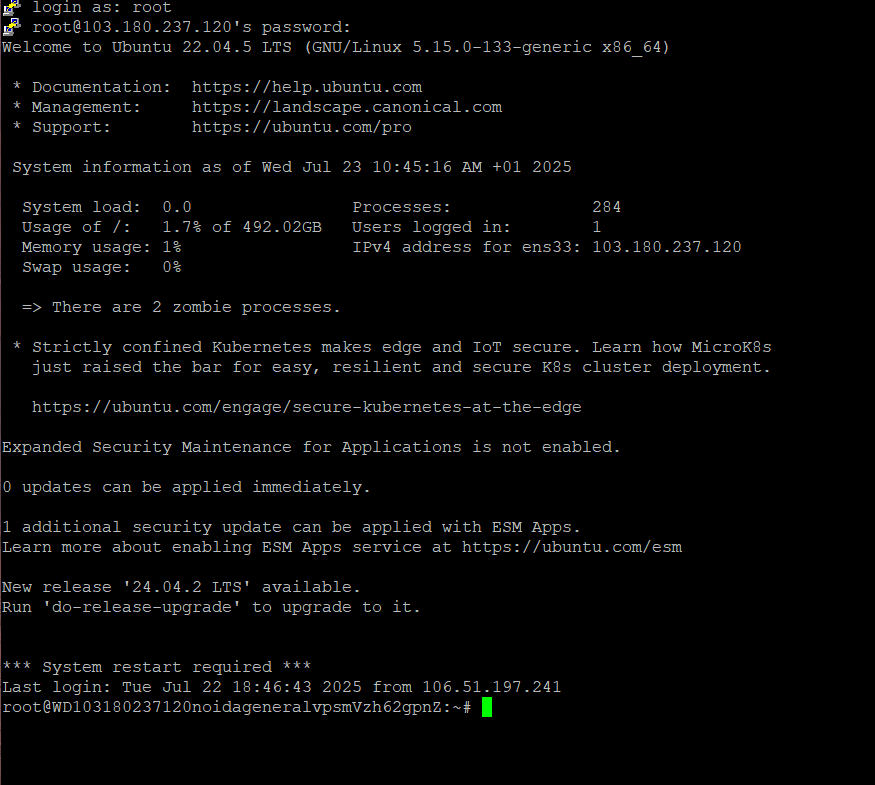 login as: root
root@103.180.237.120's password:
Welcome to Ubuntu 22.04.5 LTS (GNU/Linux 5.15.0-133-generic x86_64)
* Documentation: https://help.ubuntu.com
* Management: https://landscape.canonical.com
* Support: https://ubuntu.com/pro
System information as of Wed Jul 23 10:45:16 AM +01 2025
System load: 0.0 Processes: 284
Usage of /: 1.7% of 492.02GB Users logged in: 1
Memory usage: 1% IPv4 address for ens33: 103.180.237.120
Swap usage: 0%
=> There are 2 zombie processes.
* Strictly confined Kubernetes makes edge and IoT secure. Learn how MicroK8s
just raised the bar for easy, resilient and secure K8s cluster deployment.
https://ubuntu.com/engage/secure-kubernetes-at-the-edge
Expanded Security Maintenance for Applications is not enabled.
0 updates can be applied immediately.
1 additional security update can be applied with ESM Apps.
Learn more about enabling ESM Apps service at https://ubuntu.com/esm
New release '24.04.2 LTS' available.
Run 'do-release-upgrade' to upgrade to it.
*** System restart required ***
Last login: Tue Jul 22 18:46:43 2025 from 106.51.197.241
root@WD103180237120noidageneralvpsmVzh62gpnZ:~#